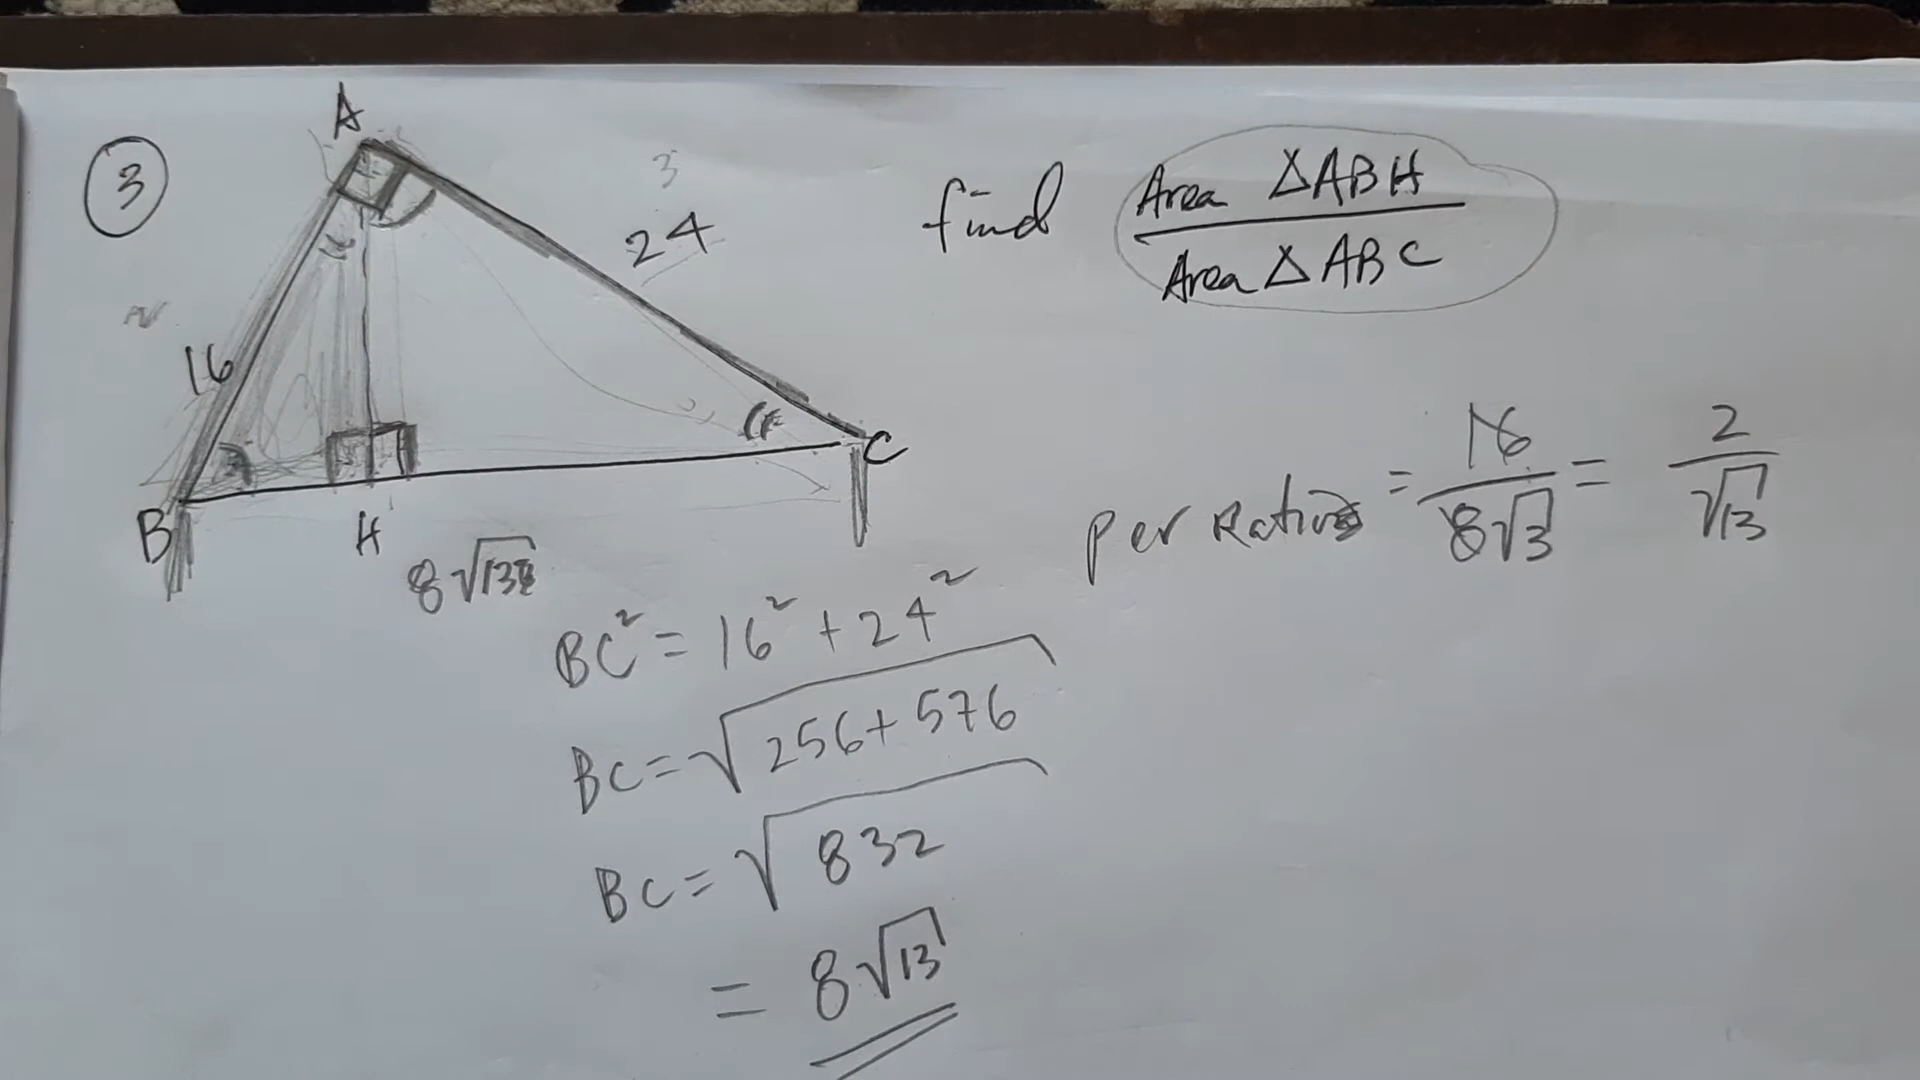 3
A
3
24
16
B
H
C
8√13
find Area △ABH
Area △ABC
BC² = 16² + 24²
BC = √256 + 576
BC = √832
= 8√13
per Ratio = 16 / 8√3 = 2 / √13